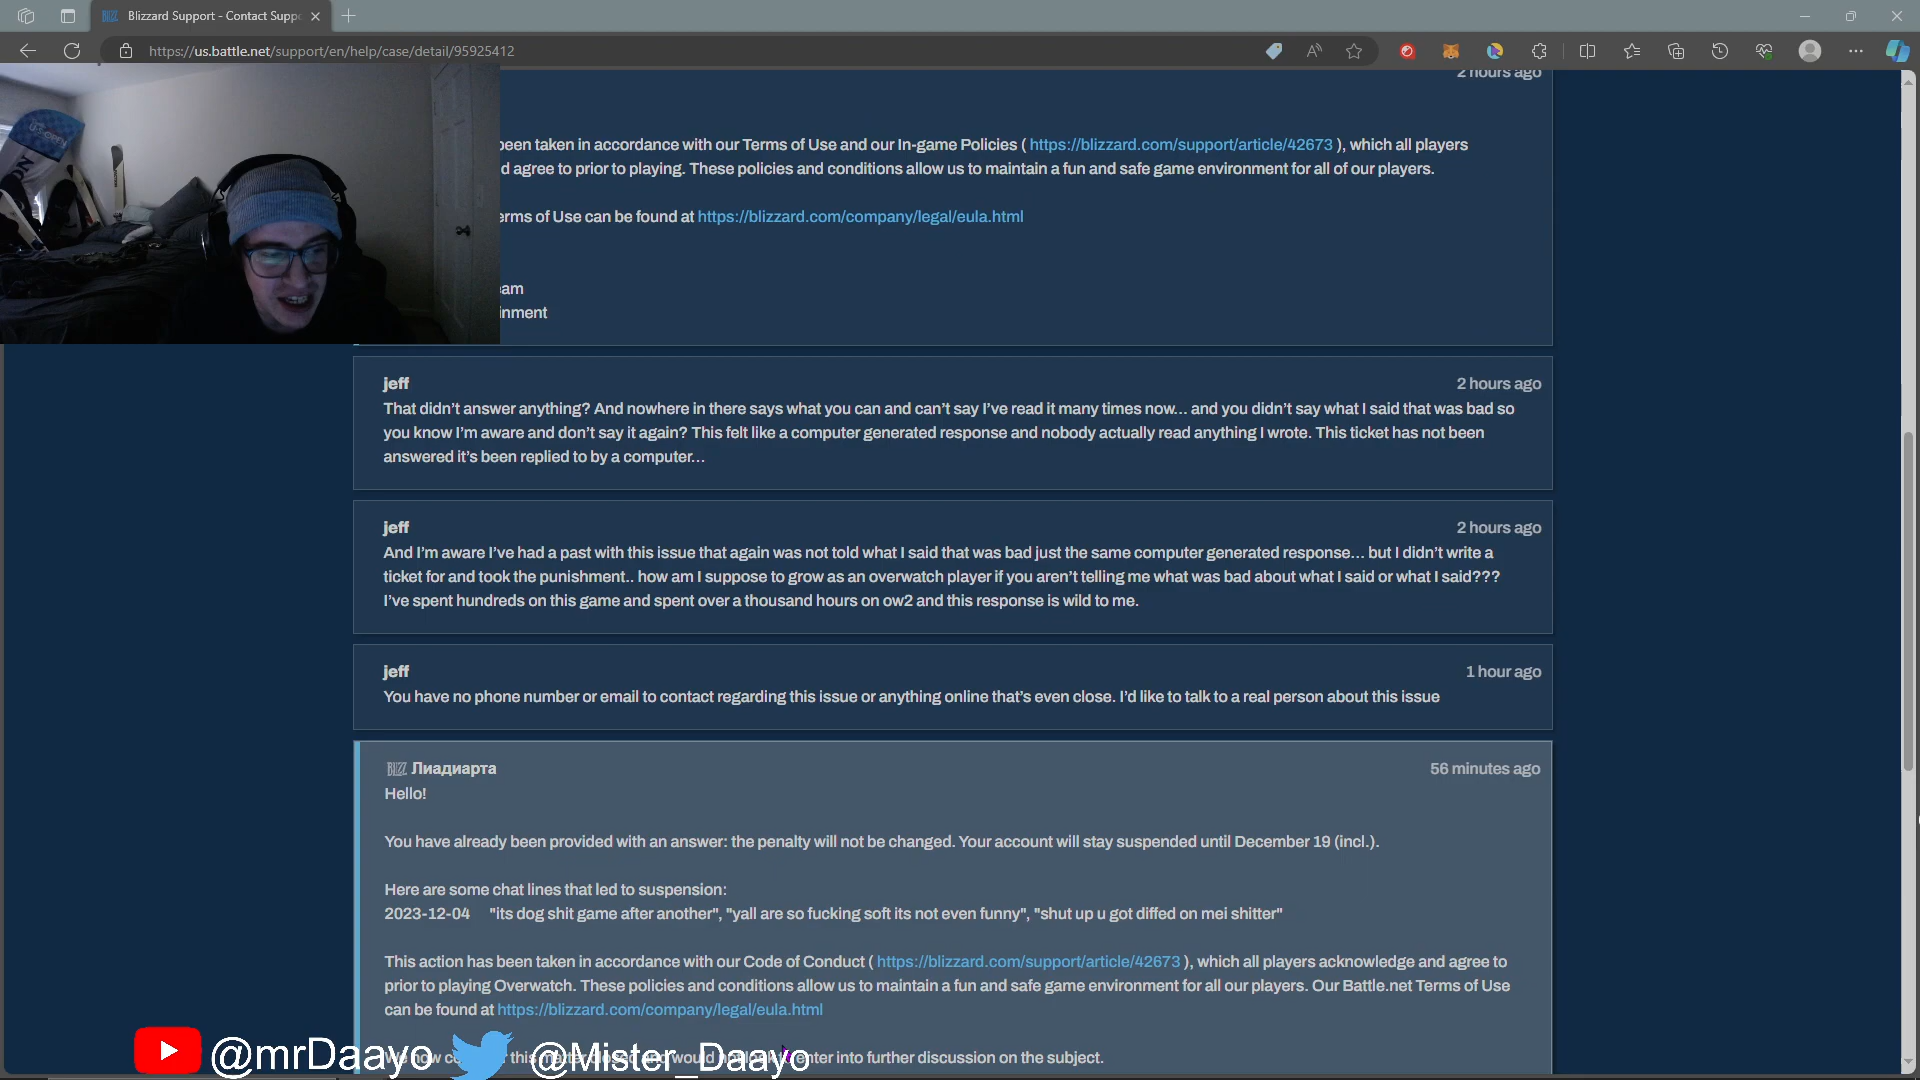 Blizzard Support - Contact Suppo
https://us.battle.net/support/en/help/case/detail/95925412
2 hours ago
been taken in accordance with our Terms of Use and our In-game Policies ( https://blizzard.com/support/article/42673 ), which all players
d agree to prior to playing. These policies and conditions allow us to maintain a fun and safe game environment for all of our players.
erms of Use can be found at https://blizzard.com/company/legal/eula.html
eam
inment
jeff 2 hours ago
That didn’t answer anything? And nowhere in there says what you can and can’t say I’ve read it many times now… and you didn’t say what I said that was bad so
you know I’m aware and don’t say it again? This felt like a computer generated response and nobody actually read anything I wrote. This ticket has not been
answered it’s been replied to by a computer…
jeff 2 hours ago
And I’m aware I’ve had a past with this issue that again was not told what I said that was bad just the same computer generated response… but I didn’t write a
ticket for and took the punishment.. how am I suppose to grow as an overwatch player if you aren’t telling me what was bad about what I said or what I said???
I’ve spent hundreds on this game and spent over a thousand hours on ow2 and this response is wild to me.
jeff 1 hour ago
You have no phone number or email to contact regarding this issue or anything online that’s even close. I’d like to talk to a real person about this issue
BLIZZ Лиадиарта 56 minutes ago
Hello!
You have already been provided with an answer: the penalty will not be changed. Your account will stay suspended until December 19 (incl.).
Here are some chat lines that led to suspension:
2023-12-04 "its dog shit game after another", "yall are so fucking soft its not even funny", "shut up u got diffed on mei shitter"
This action has been taken in accordance with our Code of Conduct ( https://blizzard.com/support/article/42673 ), which all players acknowledge and agree to
prior to playing Overwatch. These policies and conditions allow us to maintain a fun and safe game environment for all our players. Our Battle.net Terms of Use
can be found at https://blizzard.com/company/legal/eula.html
this matter closed and would not enter into further discussion on the subject.
@mrDaayo @Mister_Daayo